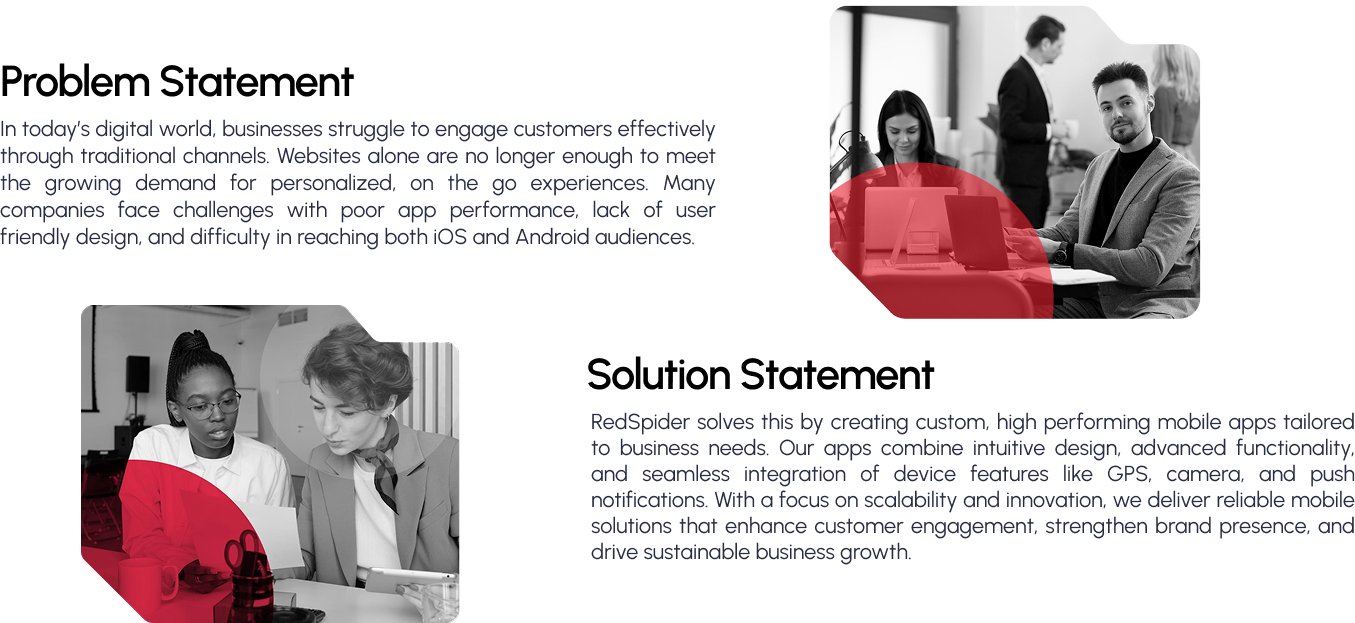 Problem Statement
In today’s digital world, businesses struggle to engage customers effectively
through traditional channels. Websites alone are no longer enough to meet
the growing demand for personalized, on the go experiences. Many
companies face challenges with poor app performance, lack of user
friendly design, and difficulty in reaching both iOS and Android audiences.
Solution Statement
RedSpider solves this by creating custom, high performing mobile apps tailored
to business needs. Our apps combine intuitive design, advanced functionality,
and seamless integration of device features like GPS, camera, and push
notifications. With a focus on scalability and innovation, we deliver reliable mobile
solutions that enhance customer engagement, strengthen brand presence, and
drive sustainable business growth.